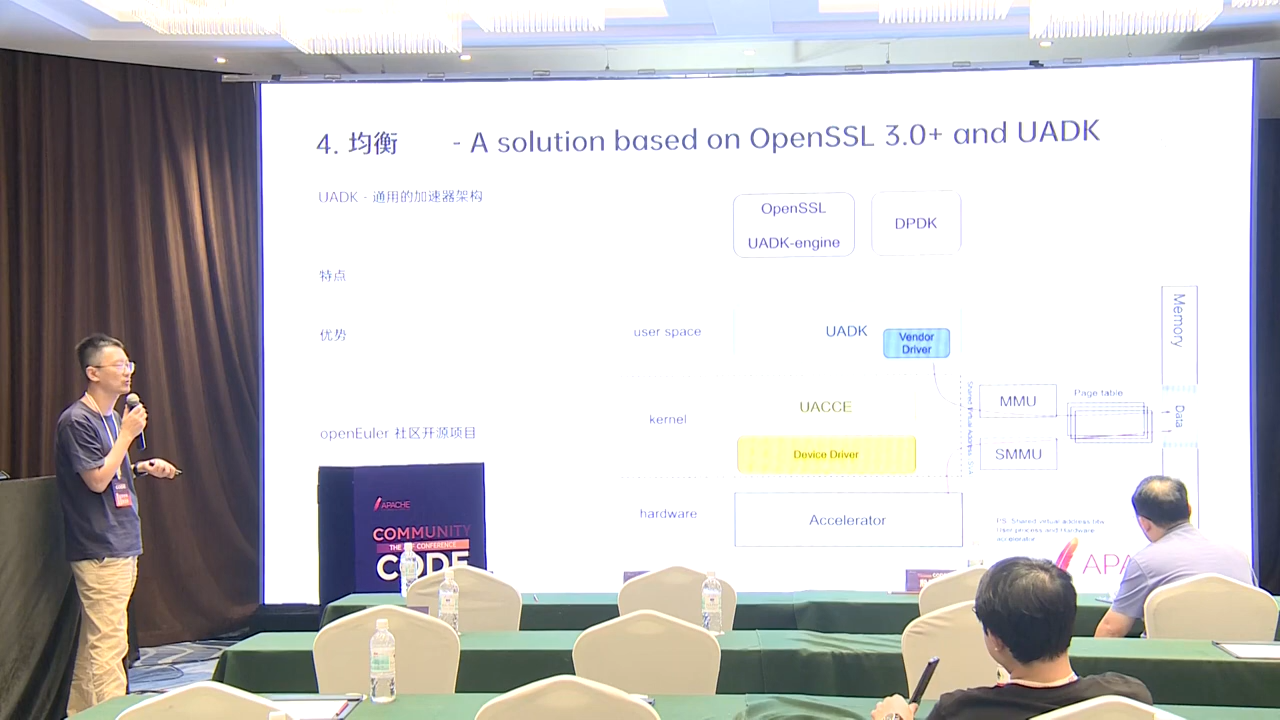 4. 均衡 - A solution based on OpenSSL 3.0+ and UADK
UADK - 通用的加速器架构
特点
优势
openEuler 社区开源项目
OpenSSL
UADK-engine
DPDK
user space
UADK
Vendor
Driver
kernel
UACCE
Device Driver
hardware
Accelerator
MMU
SMMU
Page table
Memory
Data
APACHE
COMMUNITY
CONFERENCE
CODE